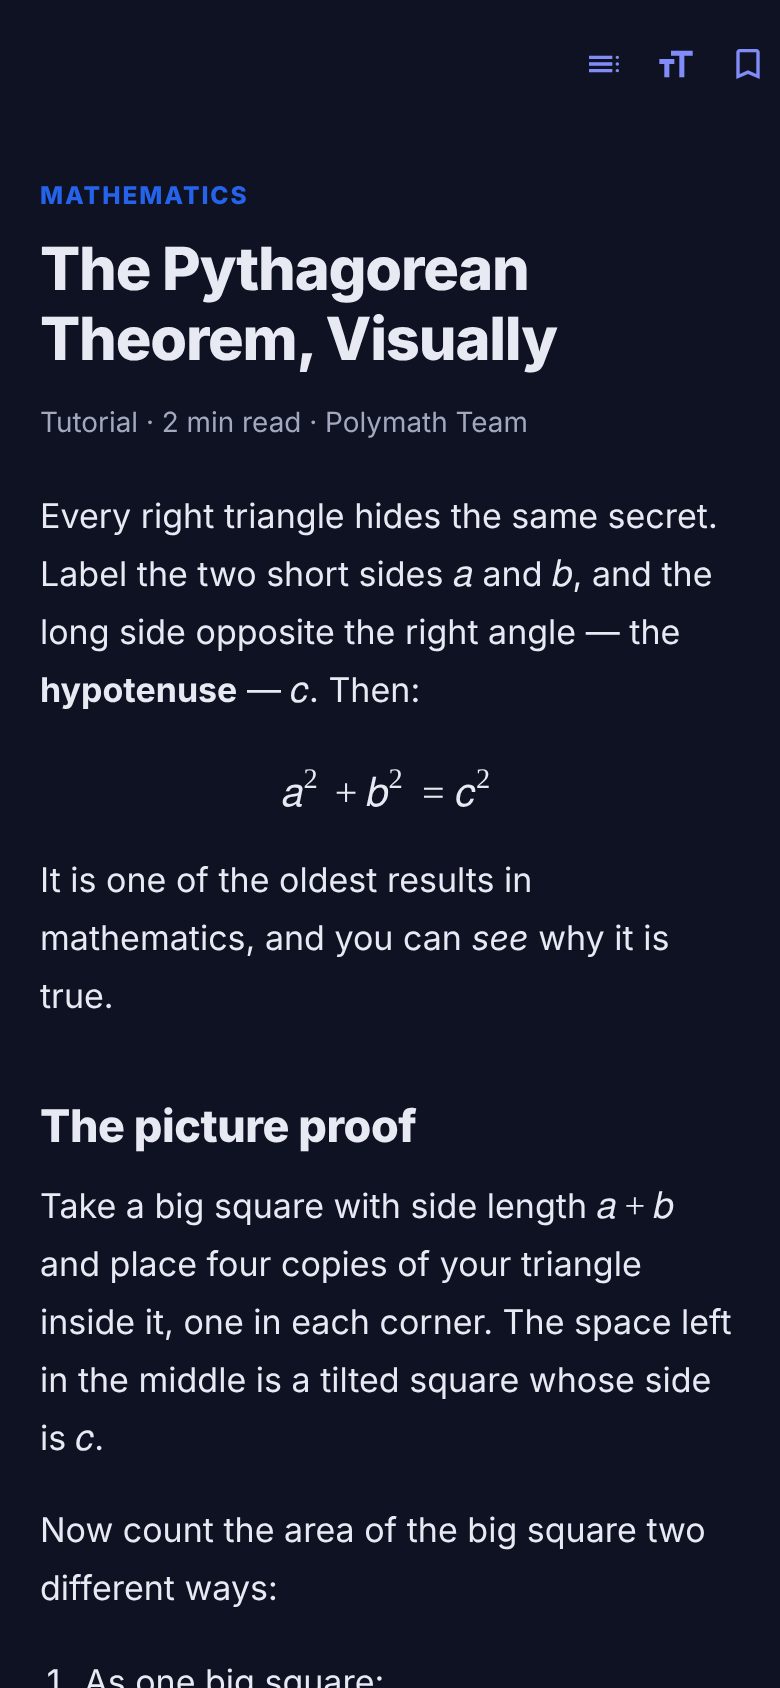 MATHEMATICS
The Pythagorean
Theorem, Visually
Tutorial · 2 min read · Polymath Team
Every right triangle hides the same secret.
Label the two short sides a and b, and the
long side opposite the right angle — the
hypotenuse — c. Then:
a² + b² = c²
It is one of the oldest results in
mathematics, and you can see why it is
true.
The picture proof
Take a big square with side length a + b
and place four copies of your triangle
inside it, one in each corner. The space left
in the middle is a tilted square whose side
is c.
Now count the area of the big square two
different ways:
1. As one big square: